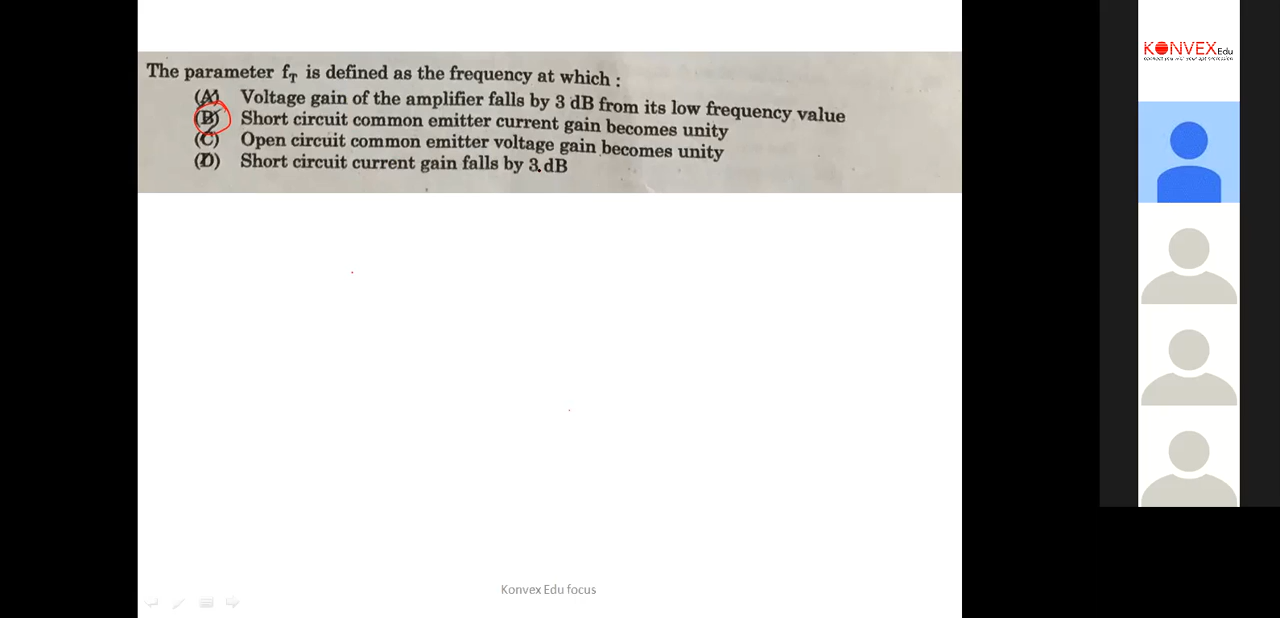 The parameter fT is defined as the frequency at which :
(A) Voltage gain of the amplifier falls by 3 dB from its low frequency value
(B) Short circuit common emitter current gain becomes unity
(C) Open circuit common emitter voltage gain becomes unity
(D) Short circuit current gain falls by 3 dB
Konvex Edu focus
KONVEX Edu